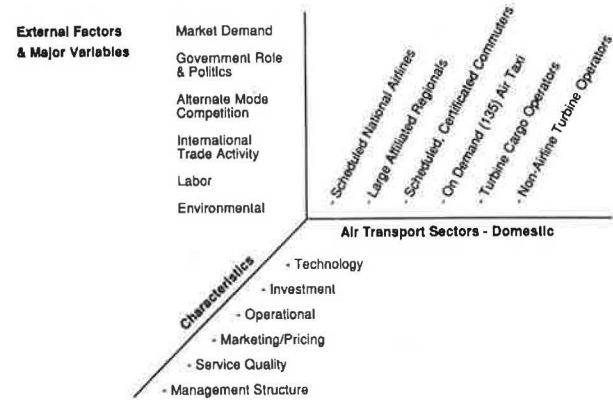 External Factors
& Major Variables
Market Demand
Government Role
& Politics
Alternate Mode
Competition
International
Trade Activity
Labor
Environmental
- Scheduled National Airlines
- Large Affiliated Regionals
- Scheduled, Certificated Commuters
- On Demand (135) Air Taxi
- Turbine Cargo Operators
- Non-Airline Turbine Operators
Air Transport Sectors - Domestic
Characteristics
- Technology
- Investment
- Operational
- Marketing/Pricing
- Service Quality
- Management Structure